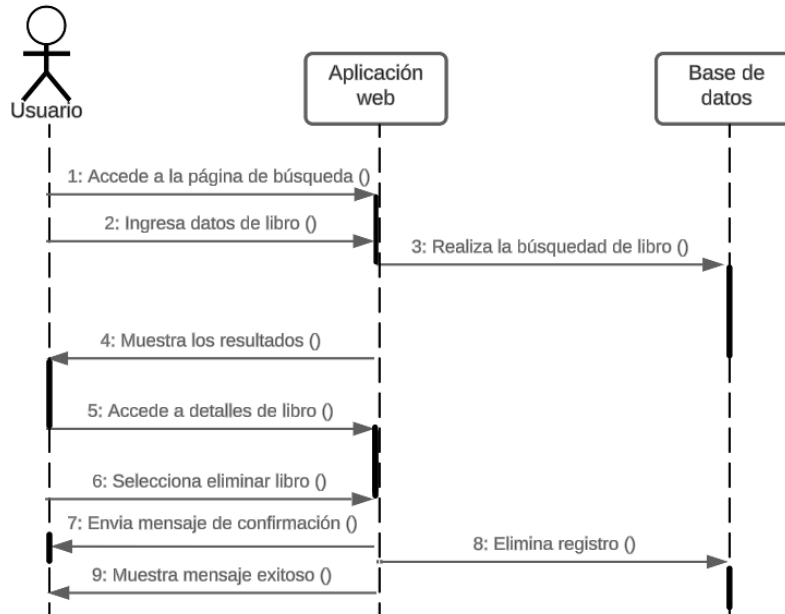 Usuario
Aplicación
web
Base de
datos
1: Accede a la página de búsqueda ()
2: Ingresa datos de libro ()
3: Realiza la búsquedad de libro ()
4: Muestra los resultados ()
5: Accede a detalles de libro ()
6: Selecciona eliminar libro ()
7: Envia mensaje de confirmación ()
8: Elimina registro ()
9: Muestra mensaje exitoso ()